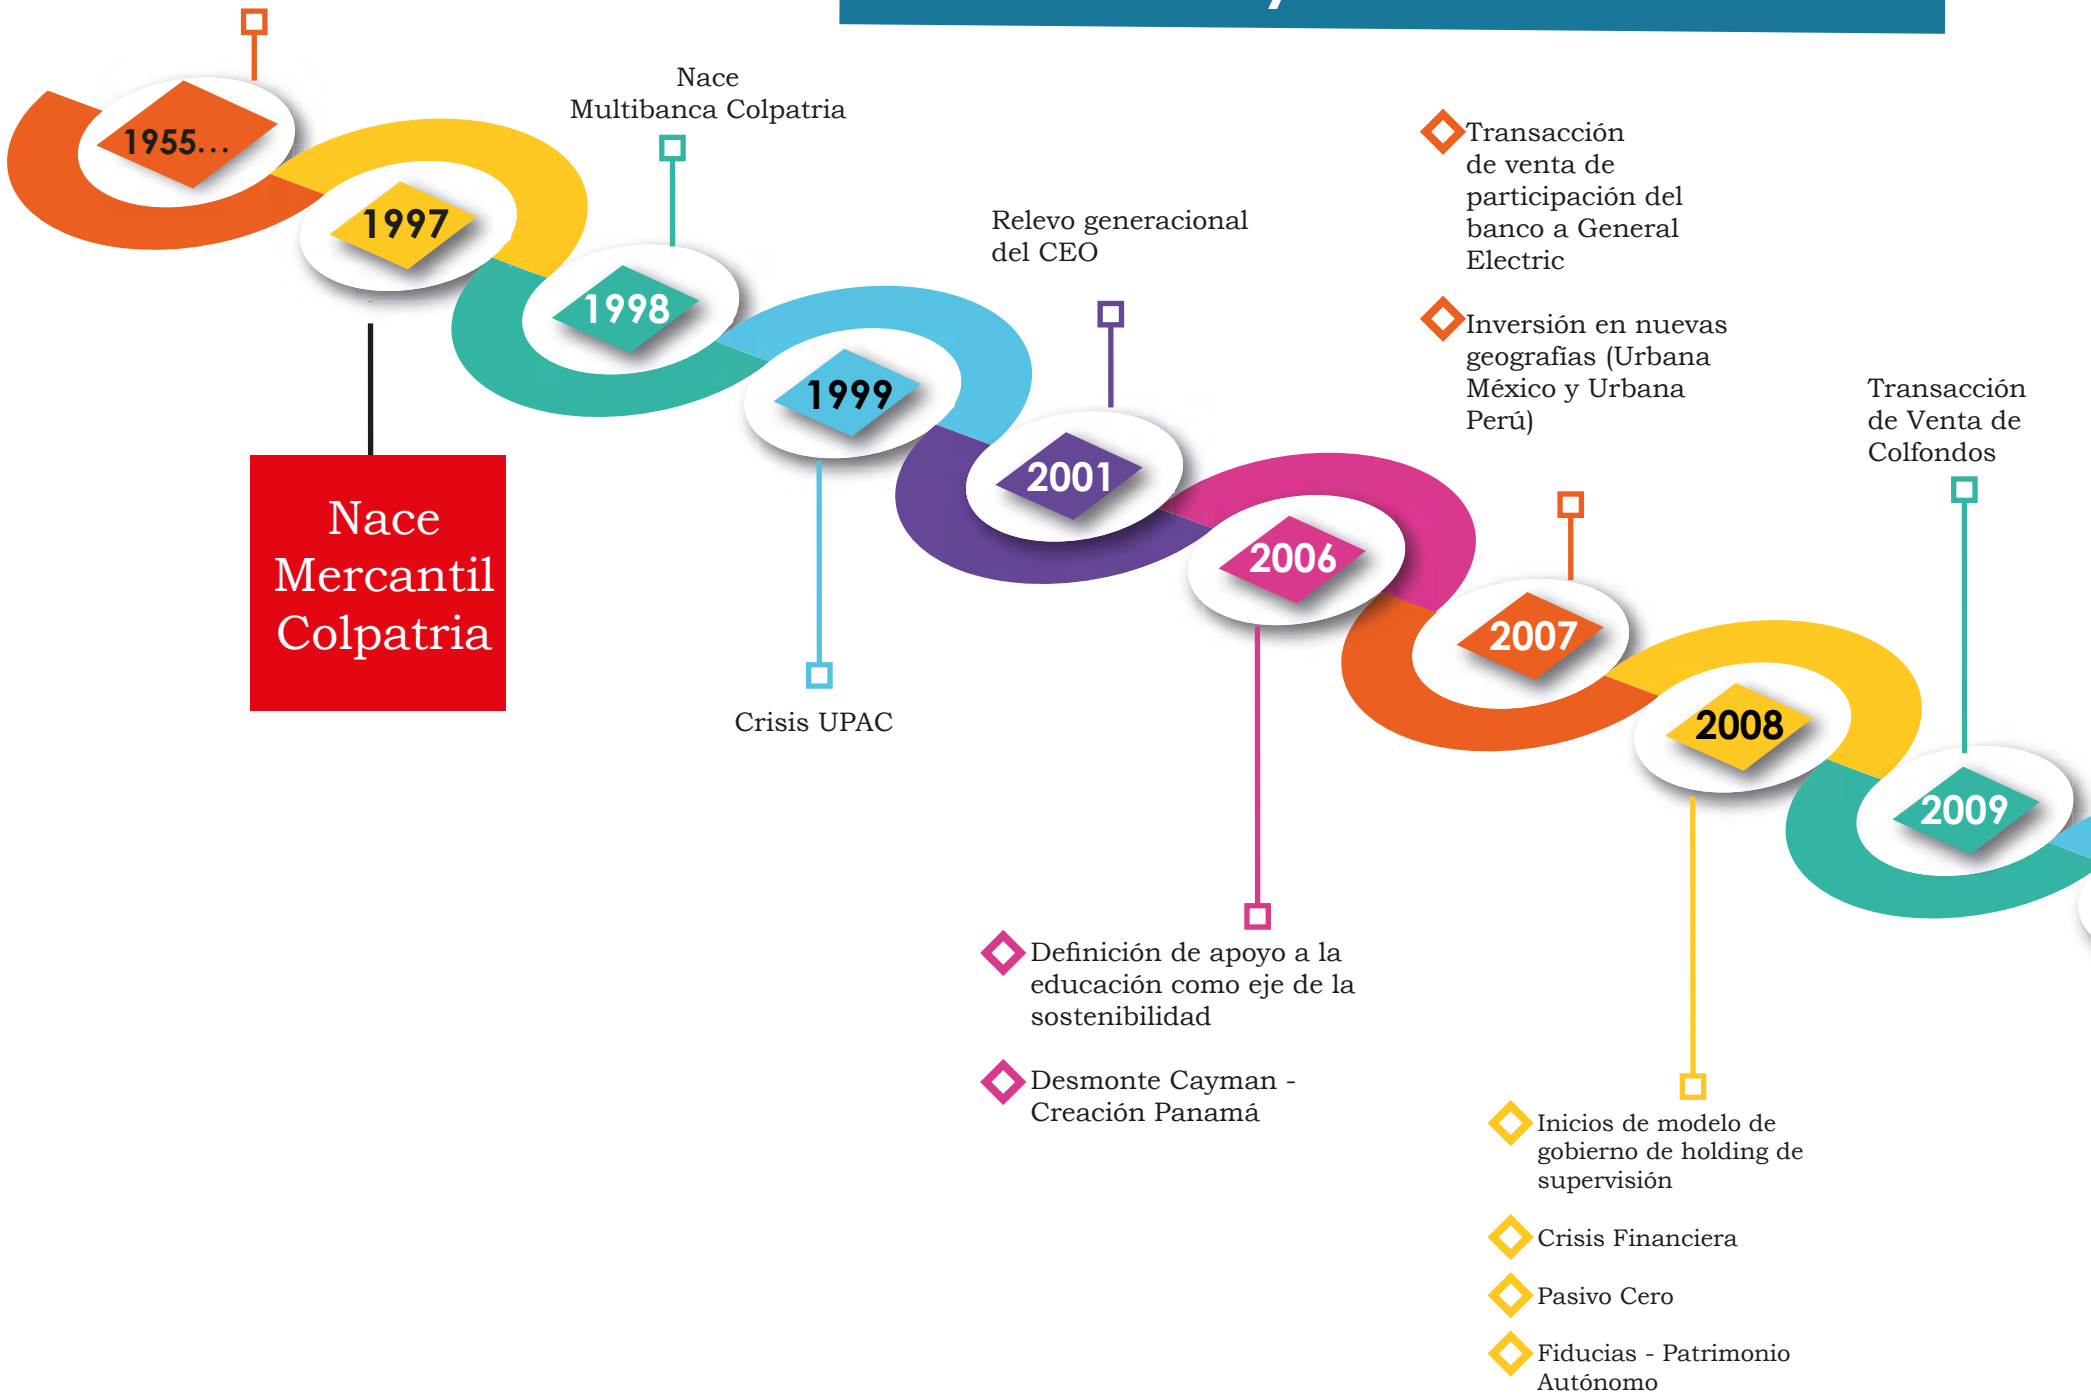 1955...
1997
Nace
Mercantil
Colpatria
Nace
Multibanca Colpatria
1998
1999
Crisis UPAC
Relevo generacional
del CEO
2001
2006
Definición de apoyo a la
educación como eje de la
sostenibilidad
Desmonte Cayman -
Creación Panamá
Transacción
de venta de
participación del
banco a General
Electric
Inversión en nuevas
geografías (Urbana
México y Urbana
Perú)
2007
2008
Inicios de modelo de
gobierno de holding de
supervisión
Crisis Financiera
Pasivo Cero
Fiducias - Patrimonio
Autónomo
Transacción
de Venta de
Colfondos
2009